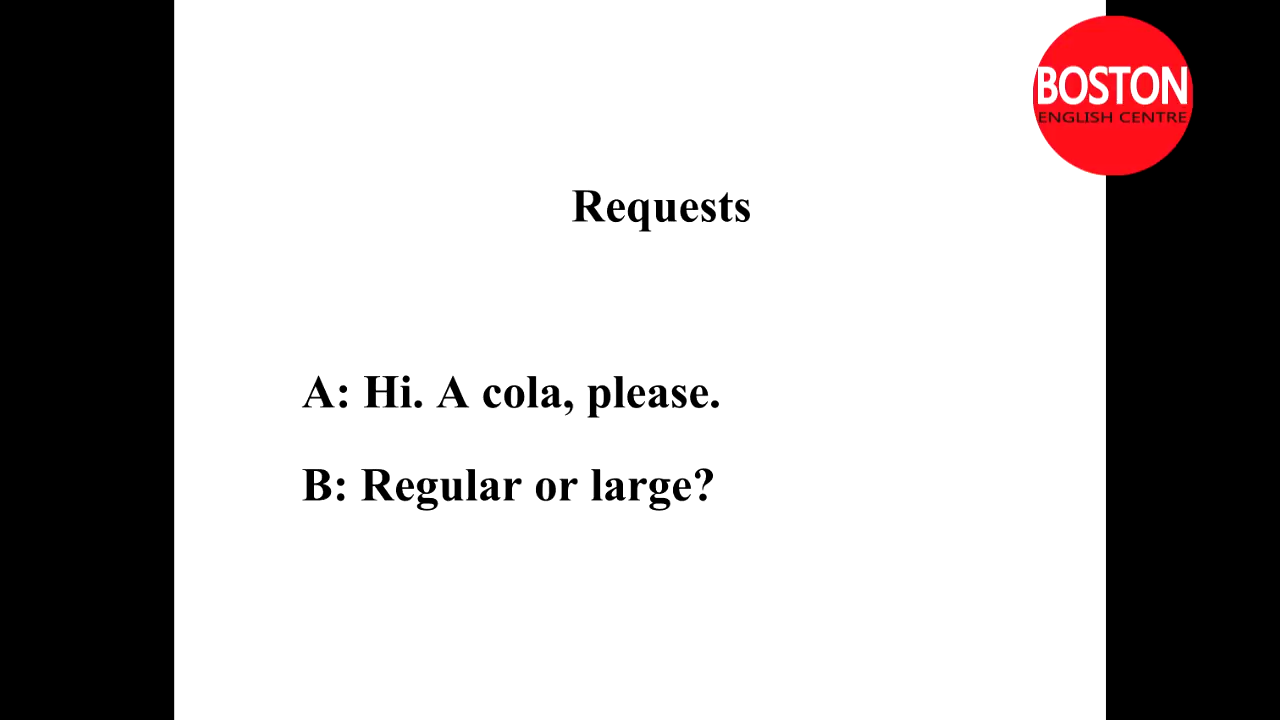 BOSTON
ENGLISH CENTRE
Requests
A: Hi. A cola, please.
B: Regular or large?